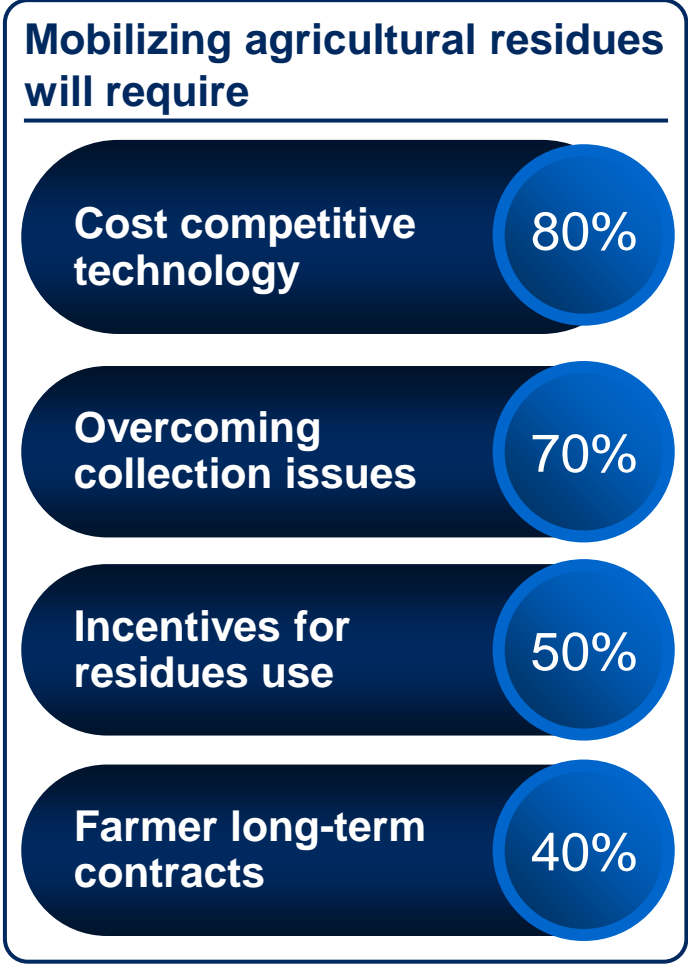 Mobilizing agricultural residues
will require
Cost competitive
technology
80%
Overcoming
collection issues
70%
Incentives for
residues use
50%
Farmer long-term
contracts
40%